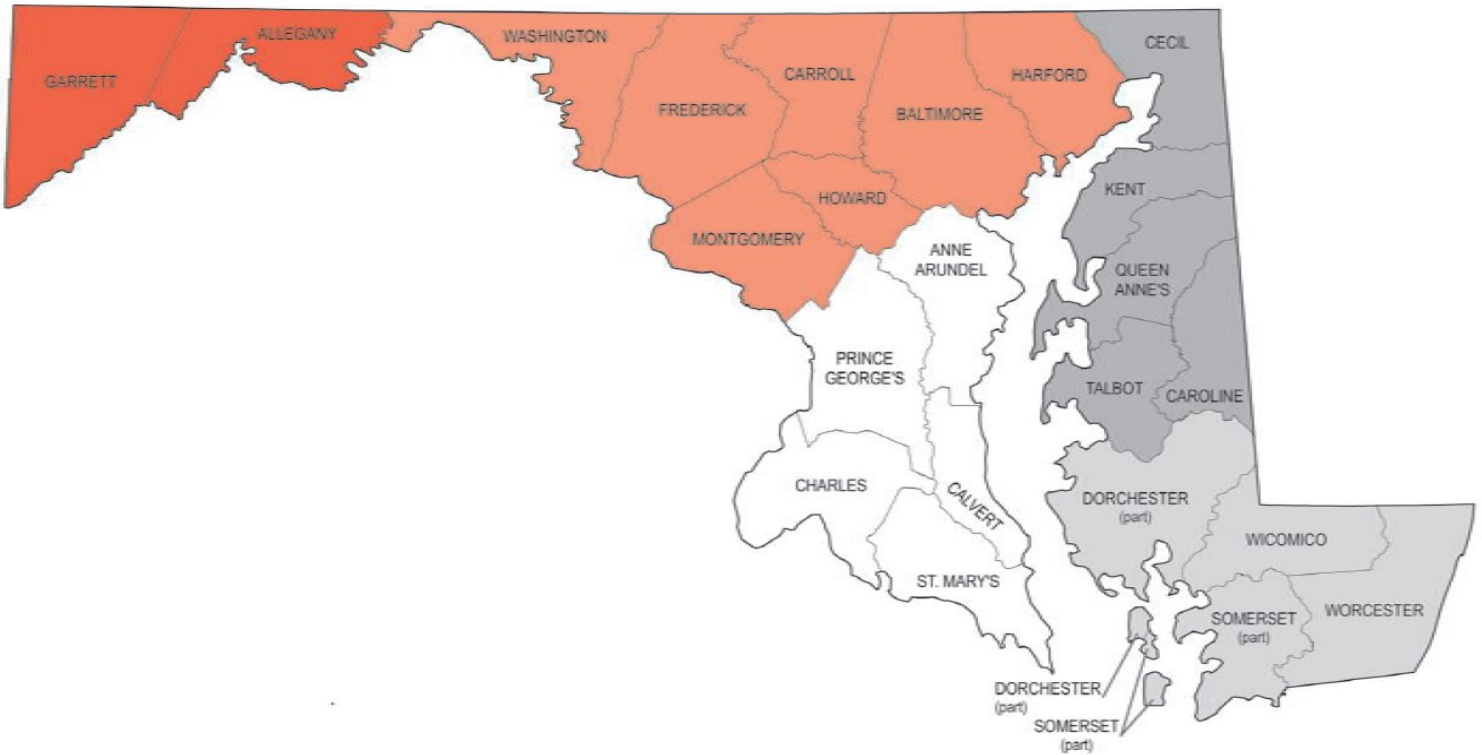 GARRETT
ALLEGANY
WASHINGTON
FREDERICK
CARROLL
BALTIMORE
HARFORD
CECIL
KENT
HOWARD
MONTGOMERY
ANNE
ARUNDEL
QUEEN
ANNE'S
PRINCE
GEORGE'S
TALBOT
CAROLINE
CHARLES
CALVERT
DORCHESTER
(part)
WICOMICO
ST. MARY'S
SOMERSET
(part)
WORCESTER
DORCHESTER
(part)
SOMERSET
(part)